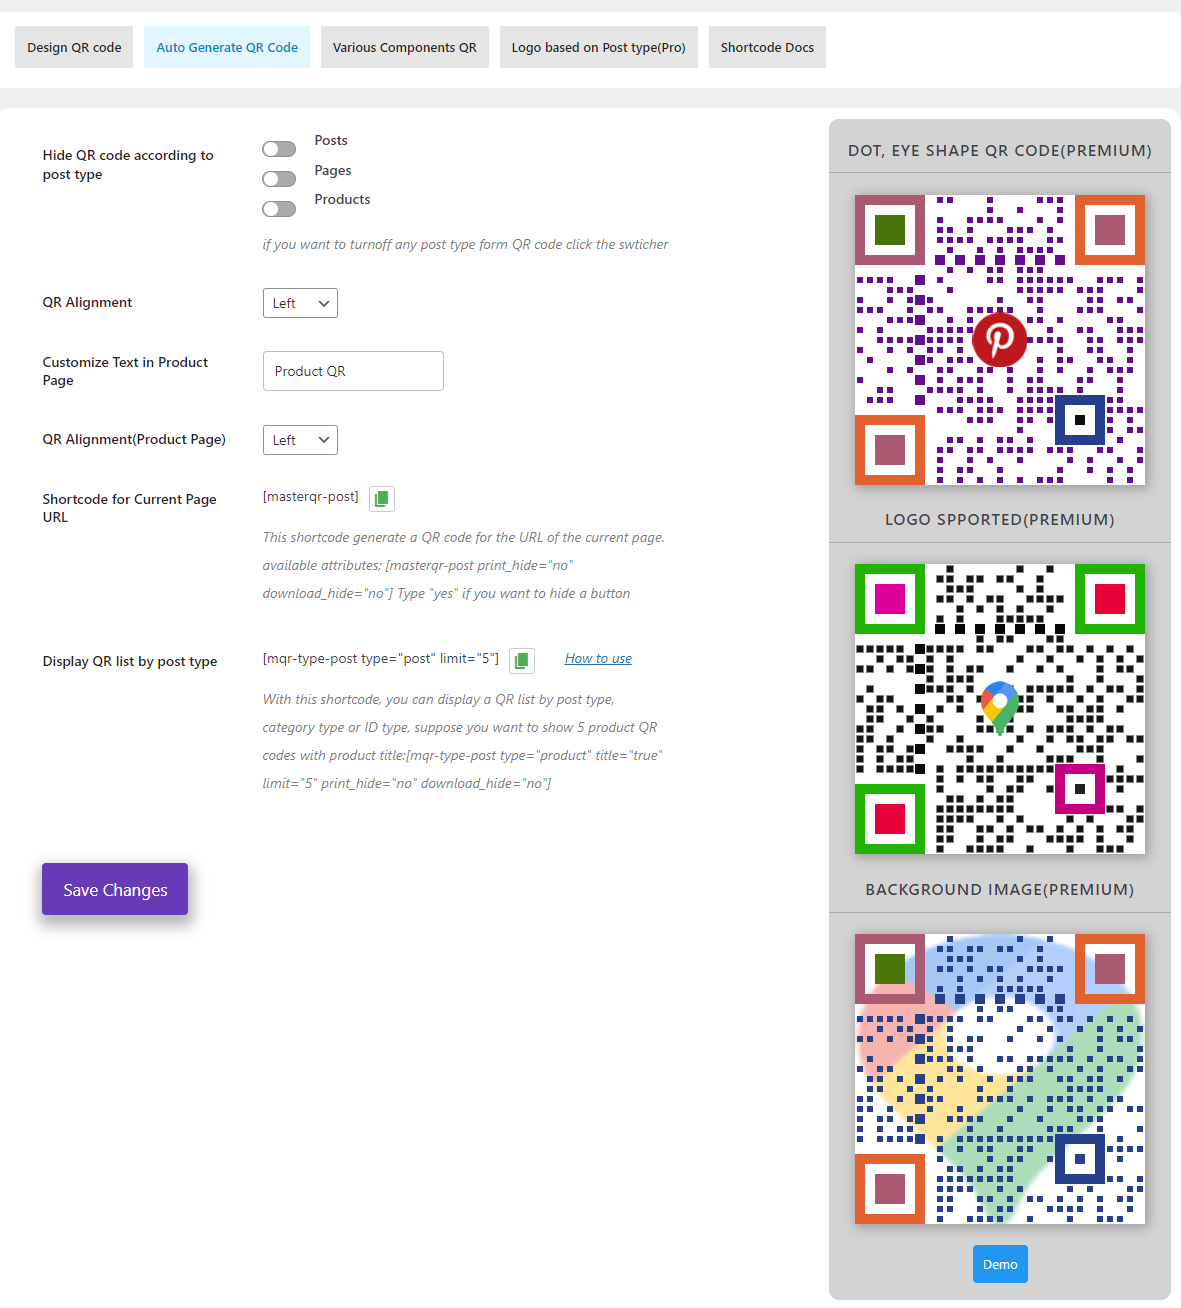 Design QR code
Auto Generate QR Code
Various Components QR
Logo based on Post type(Pro)
Shortcode Docs
Hide QR code according to
post type
Posts
Pages
Products
if you want to turnoff any post type form QR code click the swticher
QR Alignment
Left
Customize Text in Product
Page
Product QR
QR Alignment(Product Page)
Left
Shortcode for Current Page
URL
[masterqr-post]
This shortcode generate a QR code for the URL of the current page.
available attributes; [masterqr-post print_hide="no"
download_hide="no"] Type "yes" if you want to hide a button
Display QR list by post type
[mqr-type-post type="post" limit="5"]
How to use
With this shortcode, you can display a QR list by post type,
category type or ID type, suppose you want to show 5 product QR
codes with product title:[mqr-type-post type="product" title="true"
limit="5" print_hide="no" download_hide="no"]
Save Changes
DOT, EYE SHAPE QR CODE(PREMIUM)
LOGO SPPORTED(PREMIUM)
BACKGROUND IMAGE(PREMIUM)
Demo